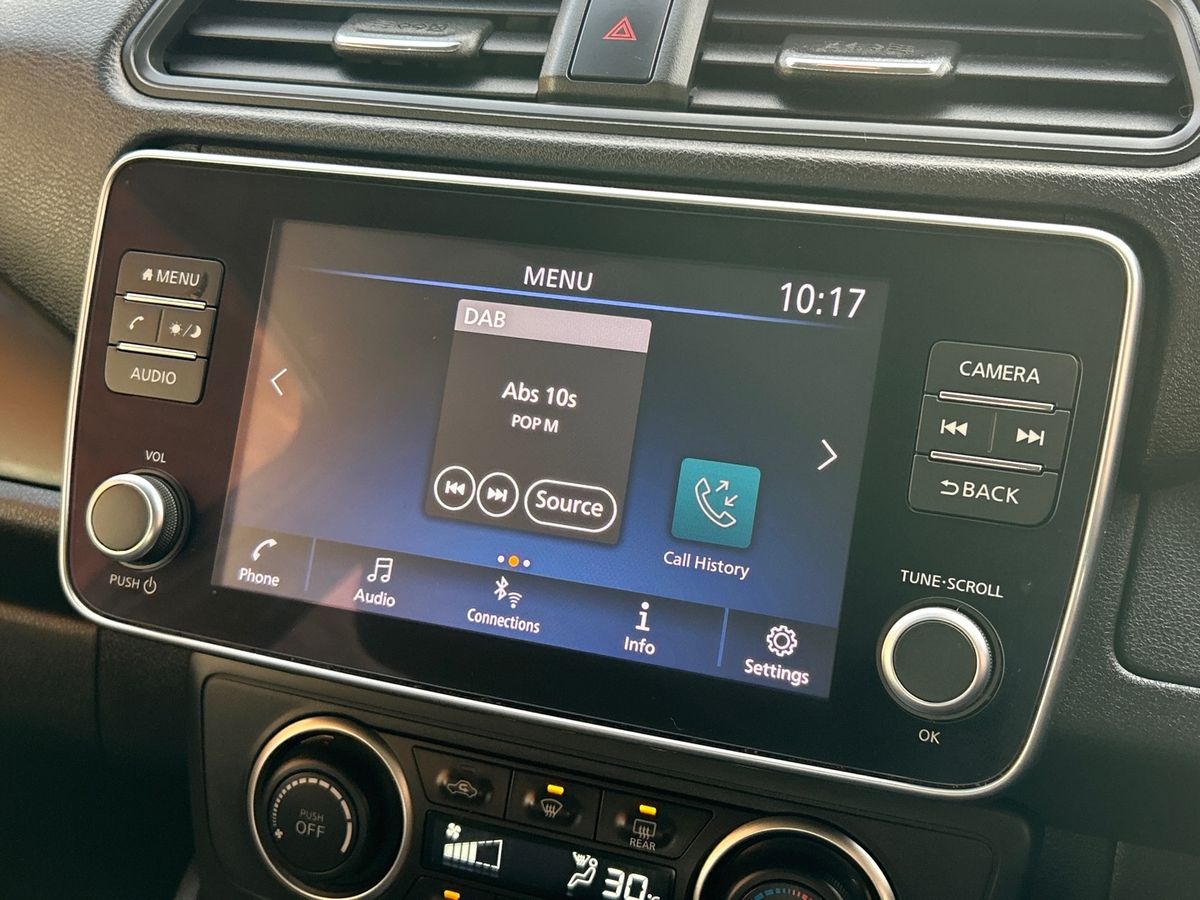 MENU
10:17
MENU
DAB
AUDIO
CAMERA
Abs 10s
POP M
VOL
BACK
Source
Call History
PUSH
Phone
Audio
Connections
Info
Settings
TUNE·SCROLL
OK
PUSH
OFF
REAR
30°C